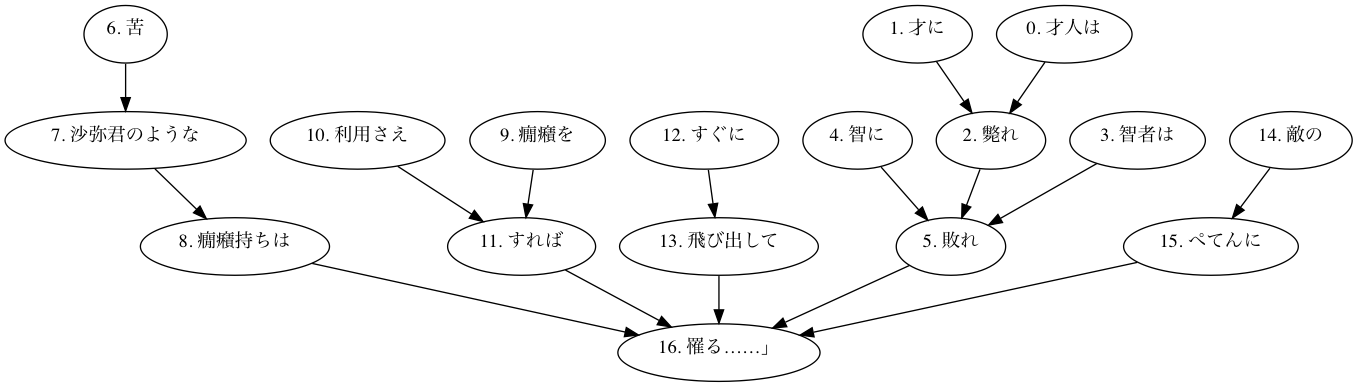 6. 苦
1. 才に
0. 才人は
7. 沙弥君のような
10. 利用さえ
9. 癇癪を
12. すぐに
4. 智に
2. 斃れ
3. 智者は
14. 敵の
8. 癇癪持ちは
11. すれば
13. 飛び出して
5. 敗れ
15. ぺてんに
16. 罹る……」